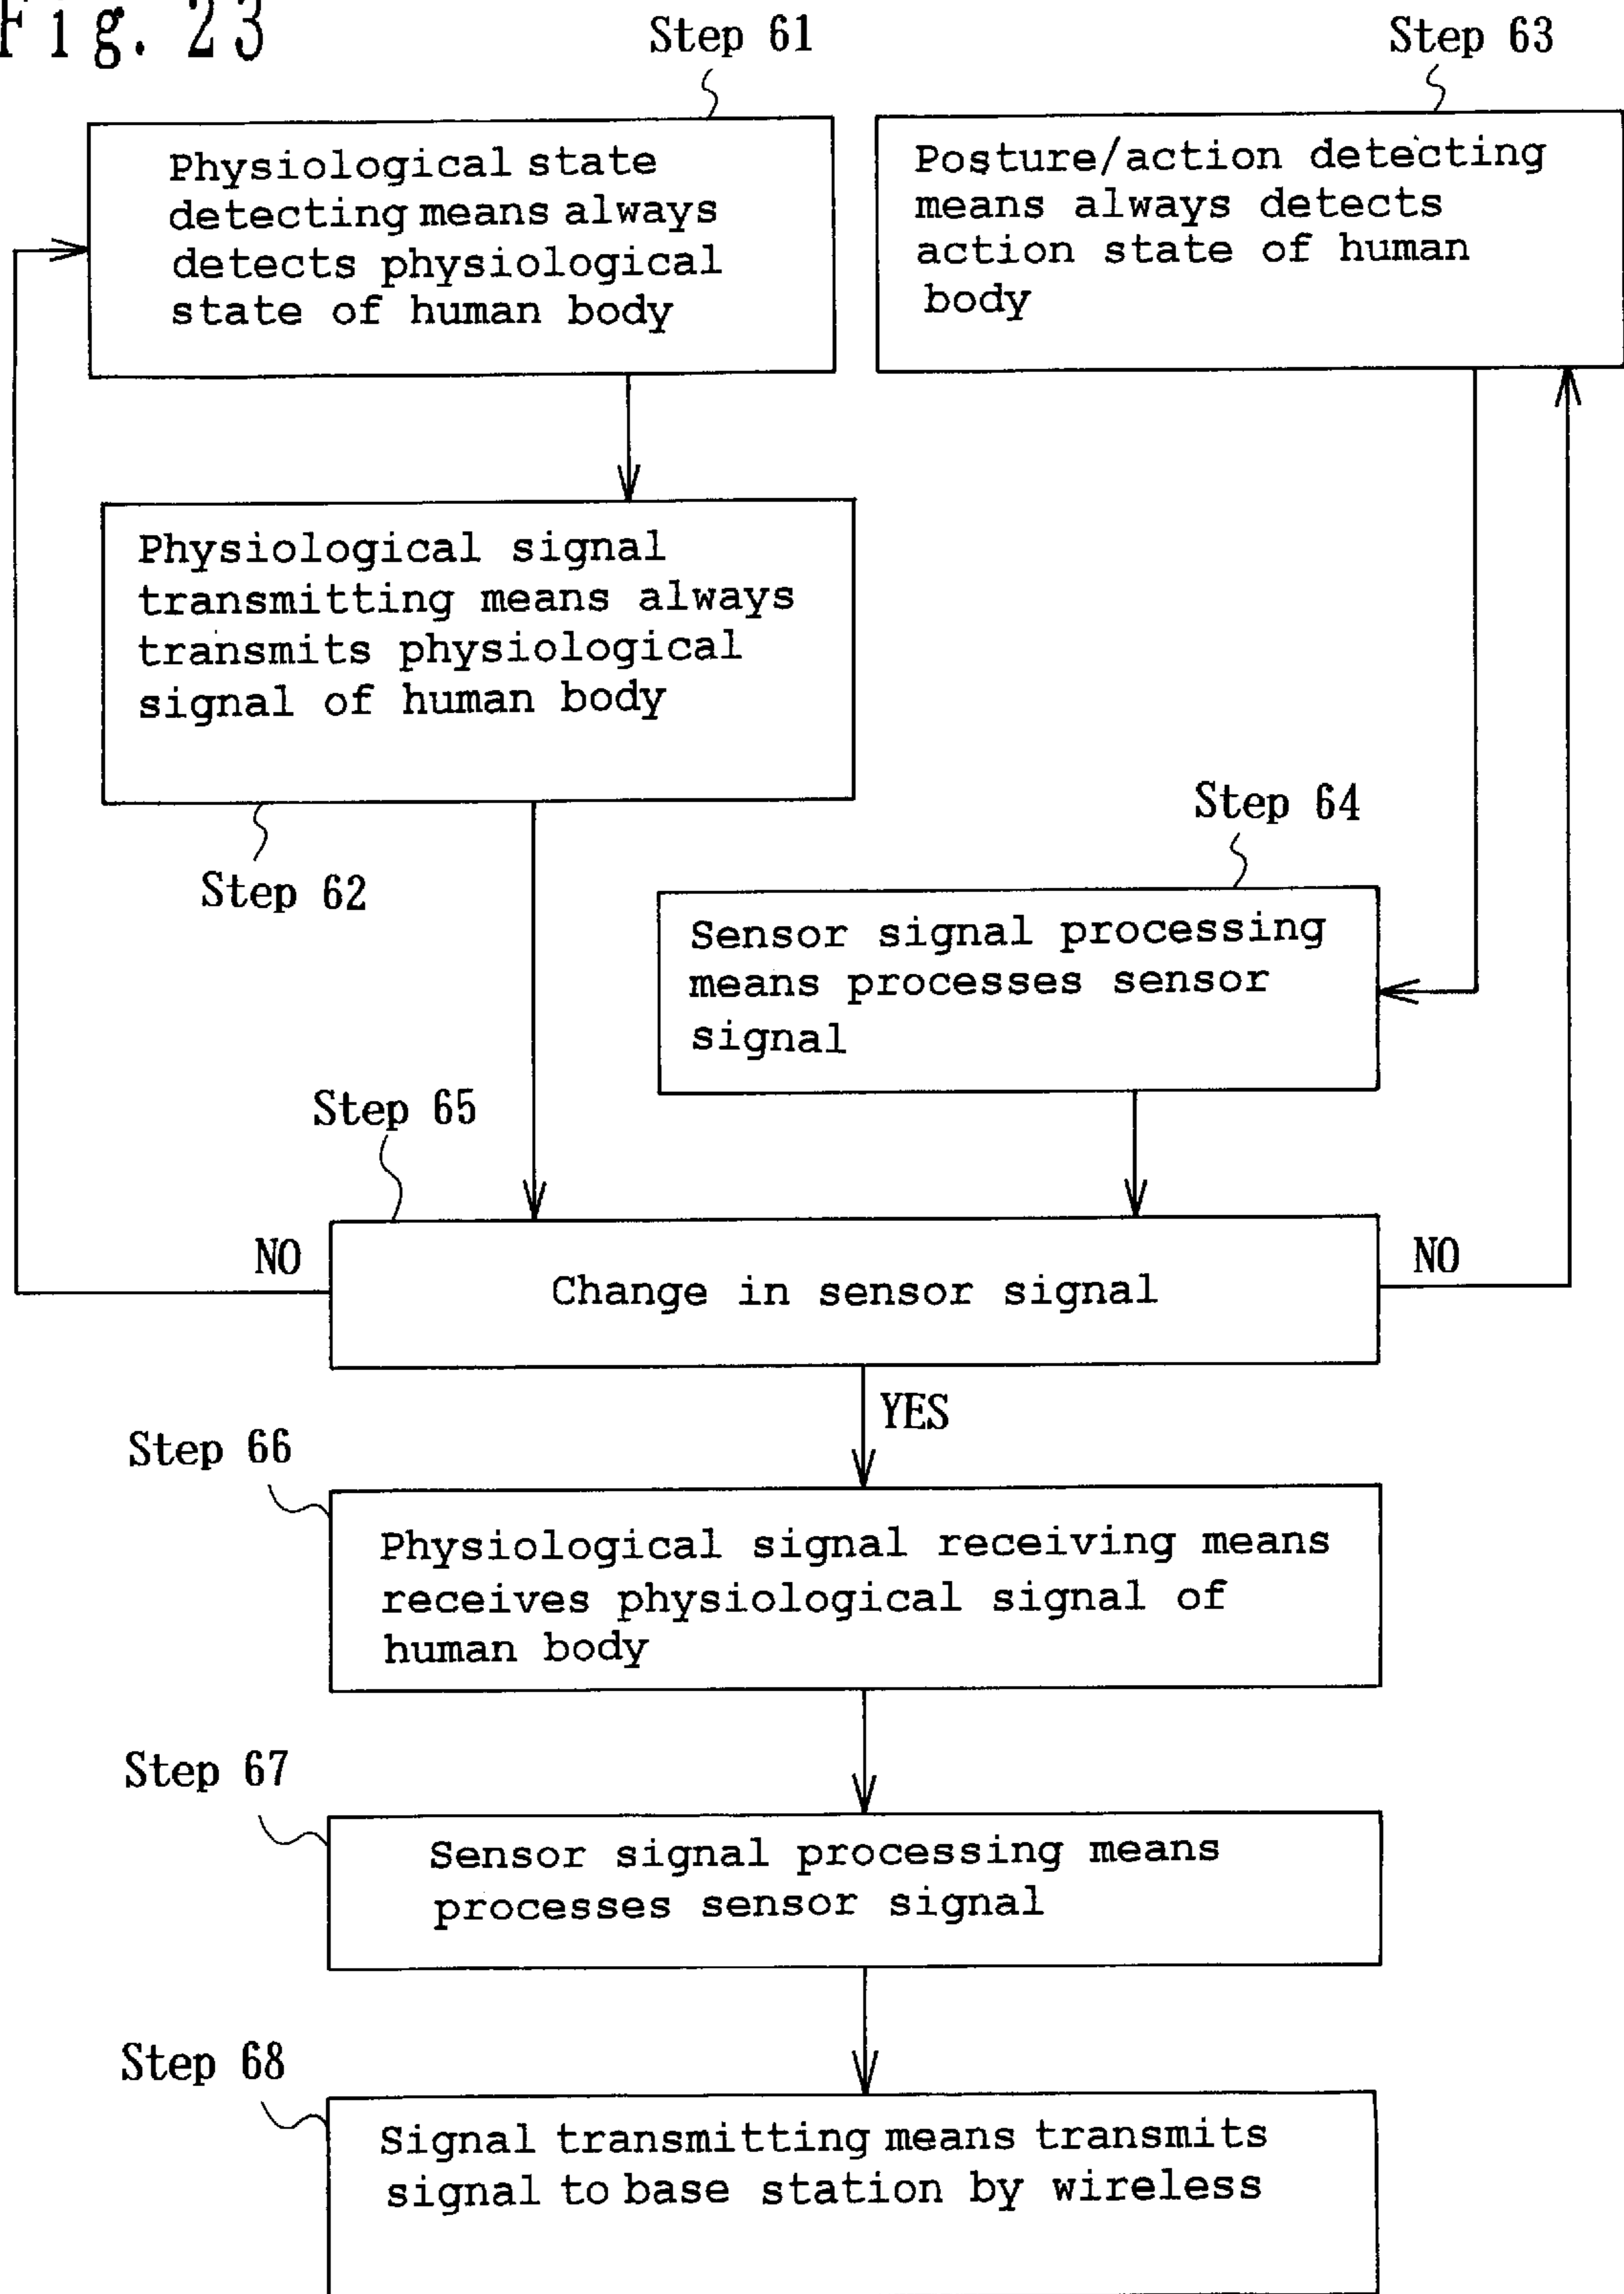 Fig. 23
Step 61
Step 63
Physiological state
detecting means always
detects physiological
state of human body
Posture/action detecting
means always detects
action state of human
body
Physiological signal
transmitting means always
transmits physiological
signal of human body
Step 62
Step 64
Sensor signal processing
means processes sensor
signal
Step 65
NO
Change in sensor signal
NO
YES
Step 66
Physiological signal receiving means
receives physiological signal of
human body
Step 67
Sensor signal processing means
processes sensor signal
Step 68
Signal transmitting means transmits
signal to base station by wireless